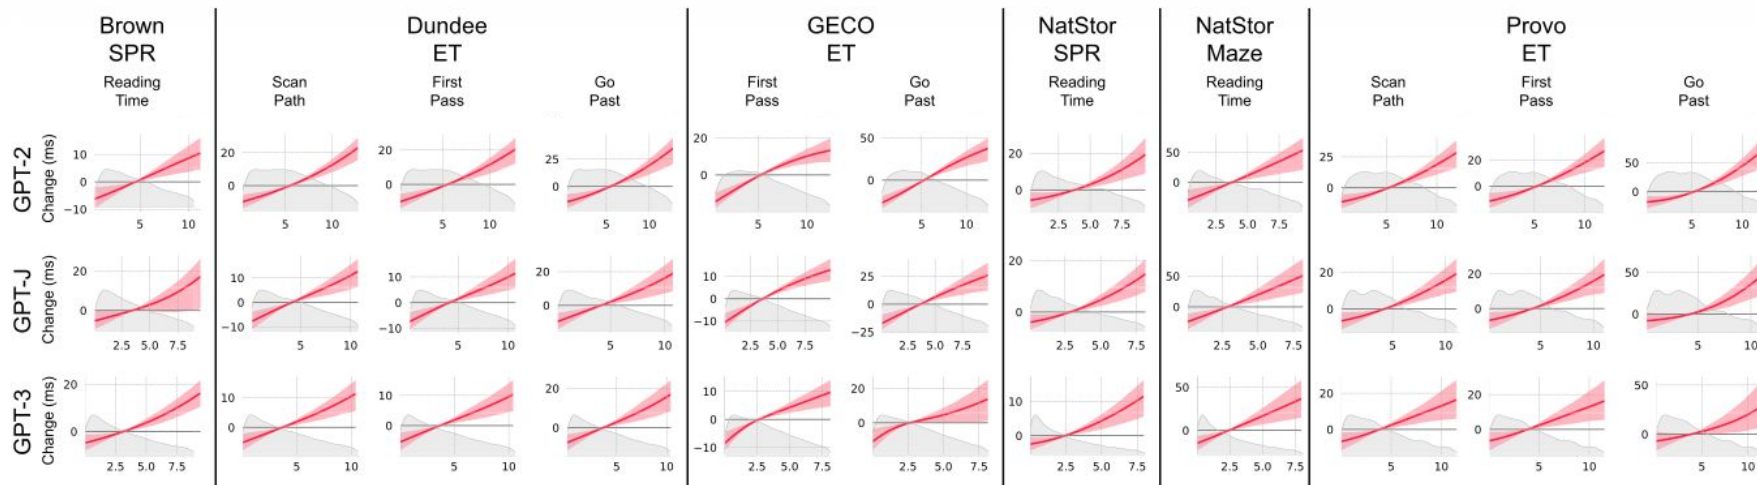 Brown Dundee GECO NatStor NatStor Provo
SPR ET ET SPR Maze ET
Reading Scan First Go First Go Reading Reading Scan First Go
Time Path Pass Past Pass Past Time Time Path Pass Past
GPT-2
Change (ms)
10 20 20 25 20 50 20 50 25 20 50
0 0 0 0 0 0 0 0 0 0 0
−10
5 10 5 10 5 10 5 10 5 10 5 10 2.5 5.0 7.5 2.5 5.0 7.5 5 10 5 10 5 10
GPT-J
Change (ms)
20 10 10 20 10 25 20 50 20 20 50
0 0 0 0 0 0 0 0 0 0 0
−10 −10 −10 −25
2.5 5.0 7.5 5 10 5 10 5 10 2.5 5.0 7.5 2.5 5.0 7.5 2.5 5.0 7.5 2.5 5.0 7.5 5 10 5 10 5 10
GPT-3
Change (ms)
20 10 10 20 10 20 10 50 20 20 50
0 0 0 0 0 0 0 0 0 0 0
−10
2.5 5.0 7.5 5 10 5 10 5 10 2.5 5.0 7.5 2.5 5.0 7.5 2.5 5.0 7.5 2.5 5.0 7.5 5 10 5 10 5 10